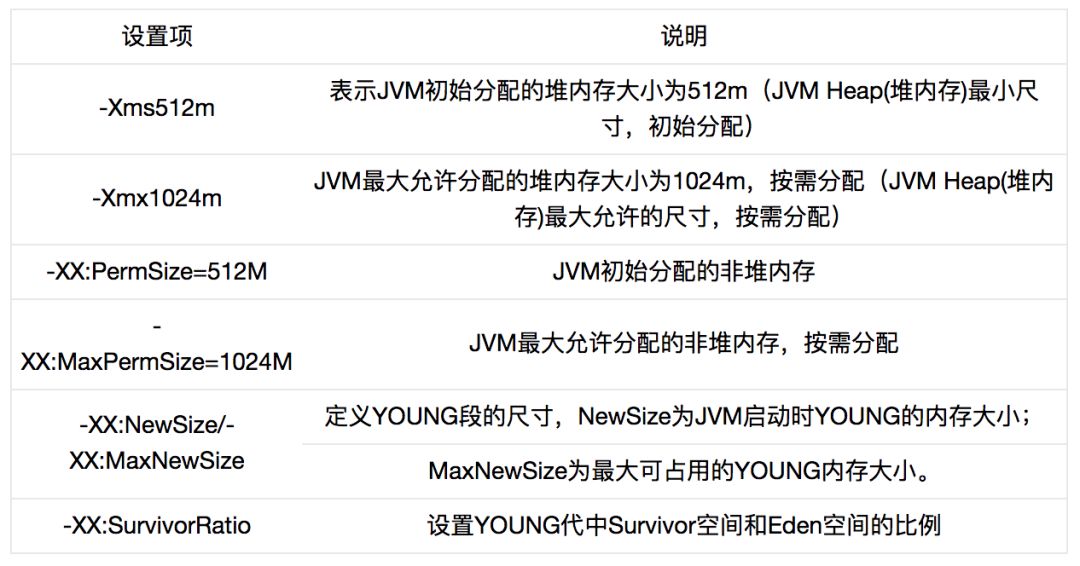 设置项
说明
-Xms512m
表示JVM初始分配的堆内存大小为512m（JVM Heap(堆内存)最小尺
寸，初始分配）
-Xmx1024m
JVM最大允许分配的堆内存大小为1024m，按需分配（JVM Heap(堆内
存)最大允许的尺寸，按需分配）
-XX:PermSize=512M
JVM初始分配的非堆内存
-
XX:MaxPermSize=1024M
JVM最大允许分配的非堆内存，按需分配
-XX:NewSize/-
XX:MaxNewSize
定义YOUNG段的尺寸，NewSize为JVM启动时YOUNG的内存大小；
MaxNewSize为最大可占用的YOUNG内存大小。
-XX:SurvivorRatio
设置YOUNG代中Survivor空间和Eden空间的比例